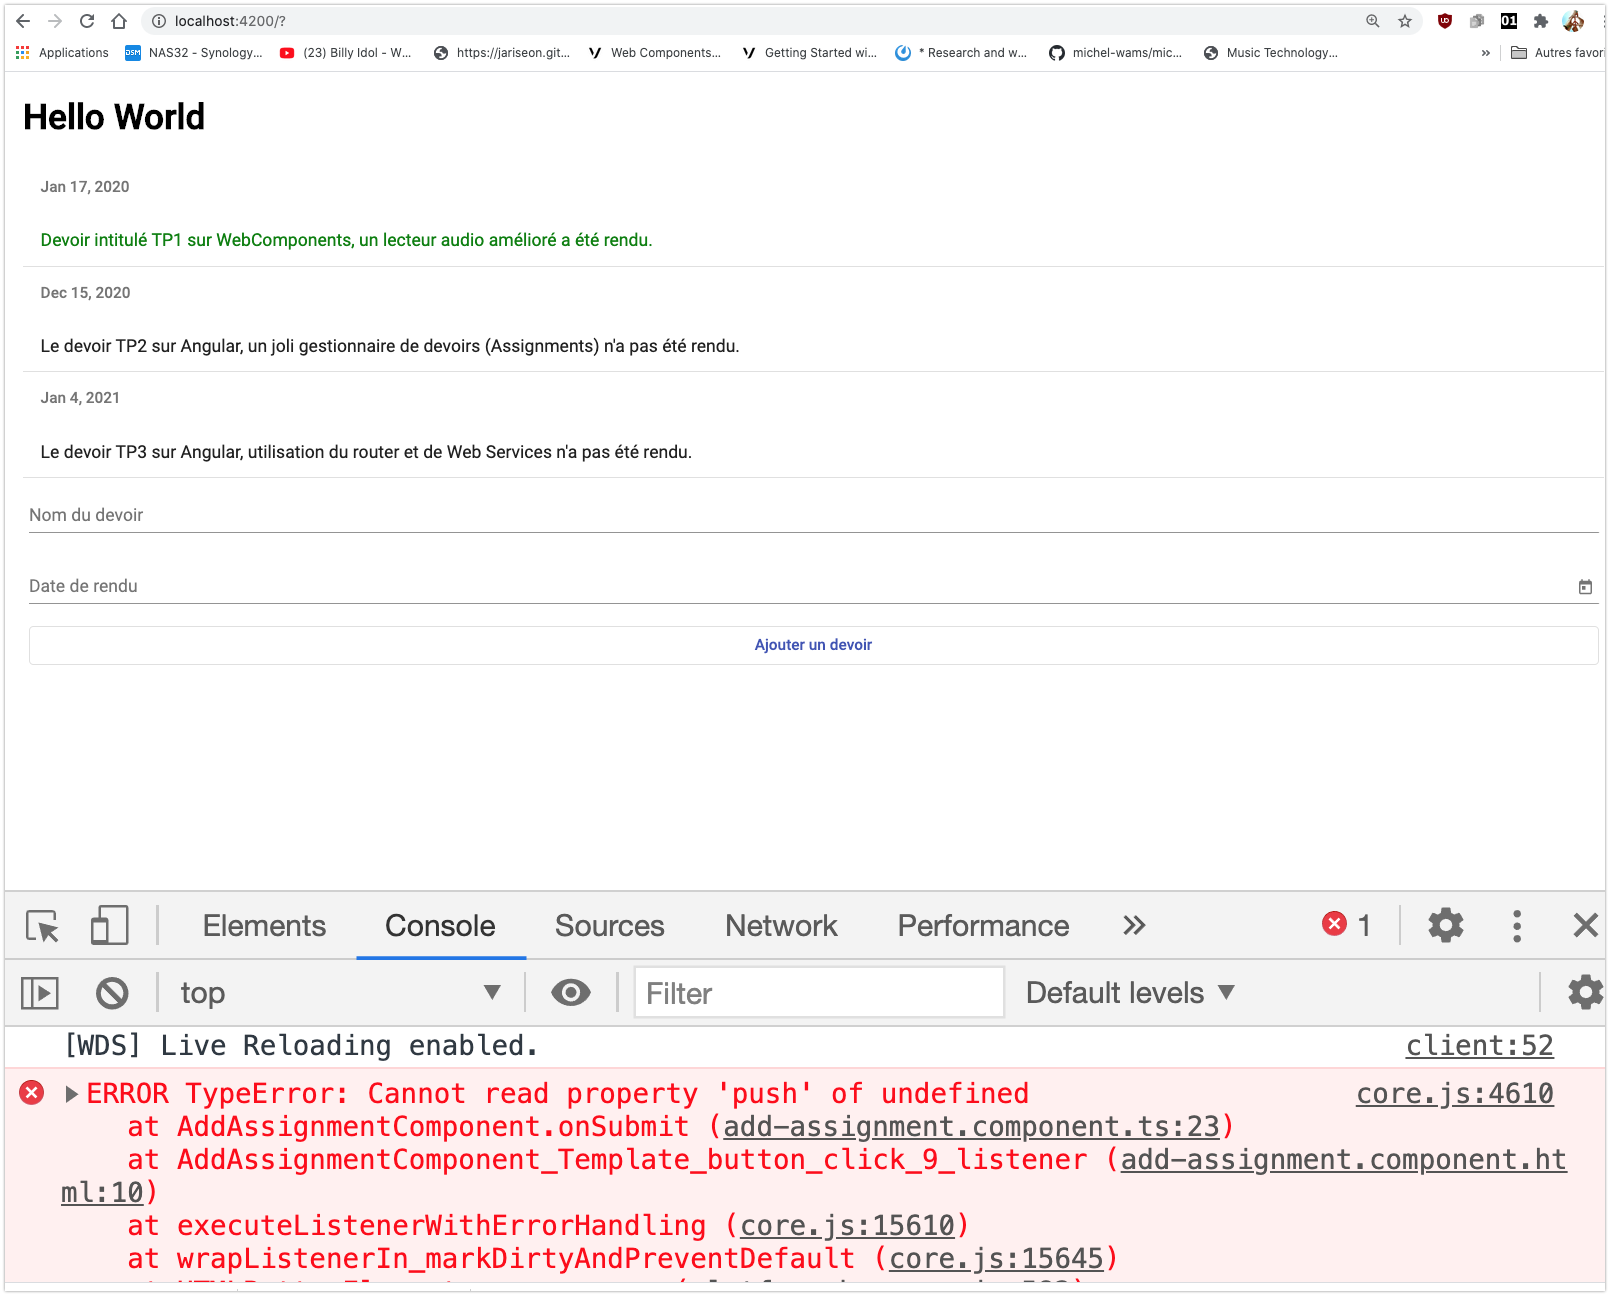 localhost:4200/?
01
Applications DSM NAS32 - Synology... (23) Billy Idol - W... https://jariseon.git... Web Components... Getting Started wi... * Research and w... michel-wams/mic... Music Technology... » Autres favori
Hello World
Jan 17, 2020
Devoir intitulé TP1 sur WebComponents, un lecteur audio amélioré a été rendu.
Dec 15, 2020
Le devoir TP2 sur Angular, un joli gestionnaire de devoirs (Assignments) n'a pas été rendu.
Jan 4, 2021
Le devoir TP3 sur Angular, utilisation du router et de Web Services n'a pas été rendu.
Nom du devoir
Date de rendu
Ajouter un devoir
Elements Console Sources Network Performance » 1
top Filter Default levels
[WDS] Live Reloading enabled. client:52
ERROR TypeError: Cannot read property 'push' of undefined core.js:4610
at AddAssignmentComponent.onSubmit (add-assignment.component.ts:23)
at AddAssignmentComponent_Template_button_click_9_listener (add-assignment.component.ht
ml:10)
at executeListenerWithErrorHandling (core.js:15610)
at wrapListenerIn_markDirtyAndPreventDefault (core.js:15645)